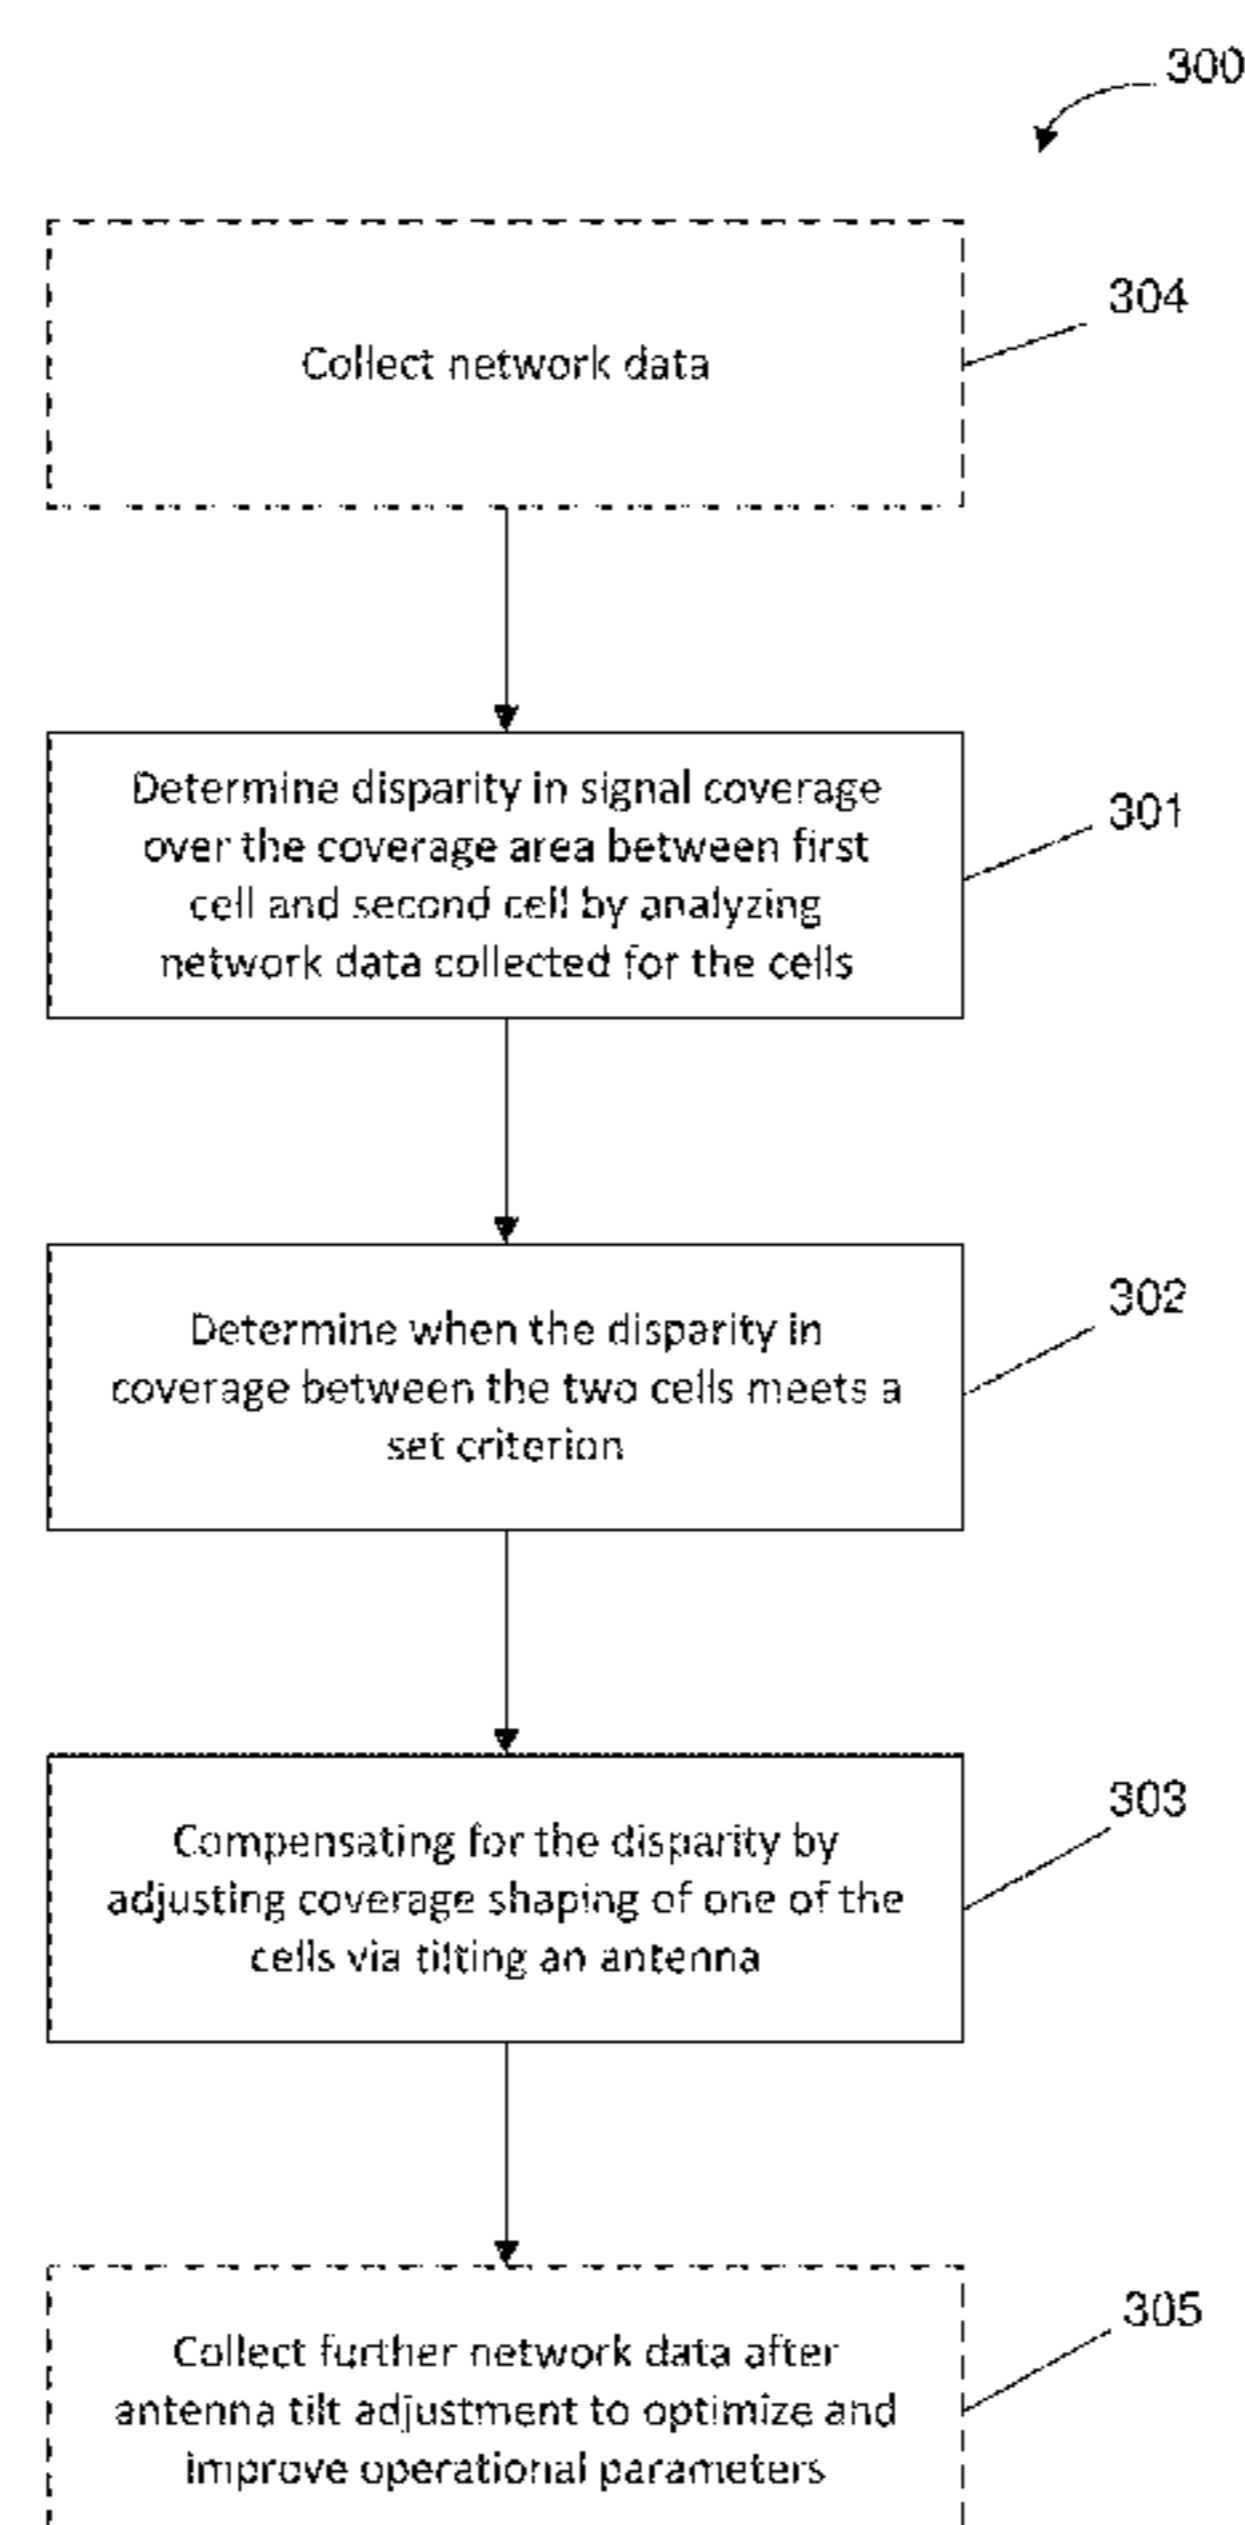 300
304
Collect network data
301
Determine disparity in signal coverage
over the coverage area between first
cell and second cell by analyzing
network data collected for the cells
302
Determine when the disparity in
coverage between the two cells meets a
set criterion
303
Compensating for the disparity by
adjusting coverage shaping of one of the
cells via tilting an antenna
305
Collect further network data after
antenna tilt adjustment to optimize and
improve operational parameters